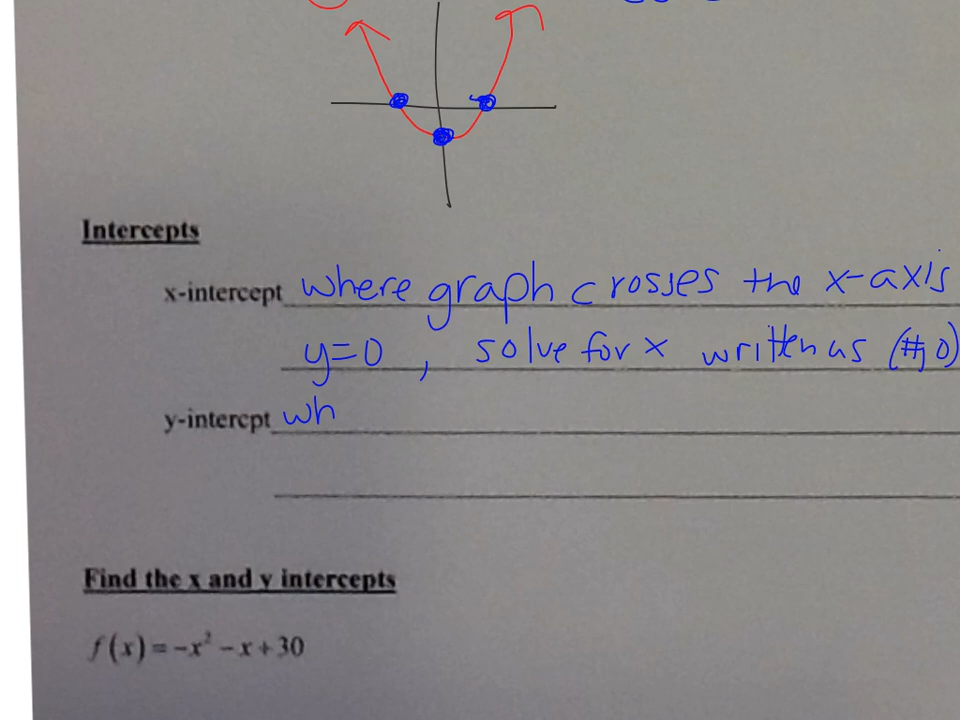 Intercepts
x-intercept where graph crosses the x-axis
y=0, solve for x written as (#,0)
y-intercpt wh
Find the x and y intercepts
f(x) = -x² - x + 30